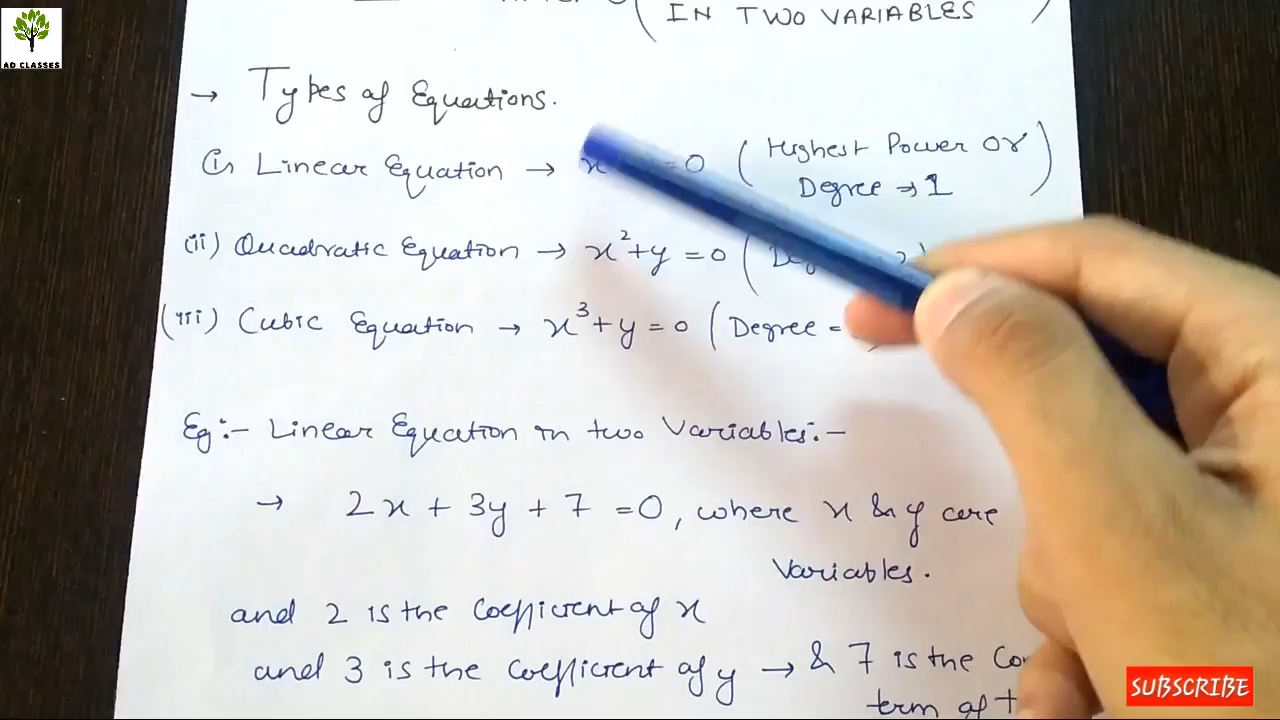 AD CLASSES
IN TWO VARIABLES
→ Types of Equations.
(i) Linear Equation → x = 0 (Highest Power Or
Degree → 1)
(ii) Quadratic Equation → x²+y = 0 (
(iii) Cubic Equation → x³+y = 0 (Degree =
Eg:- Linear Equation in two Variables:-
→ 2x + 3y + 7 = 0, where x & y are
Variables.
and 2 is the coefficient of x
and 3 is the coefficient of y → & 7 is the
term of
SUBSCRIBE